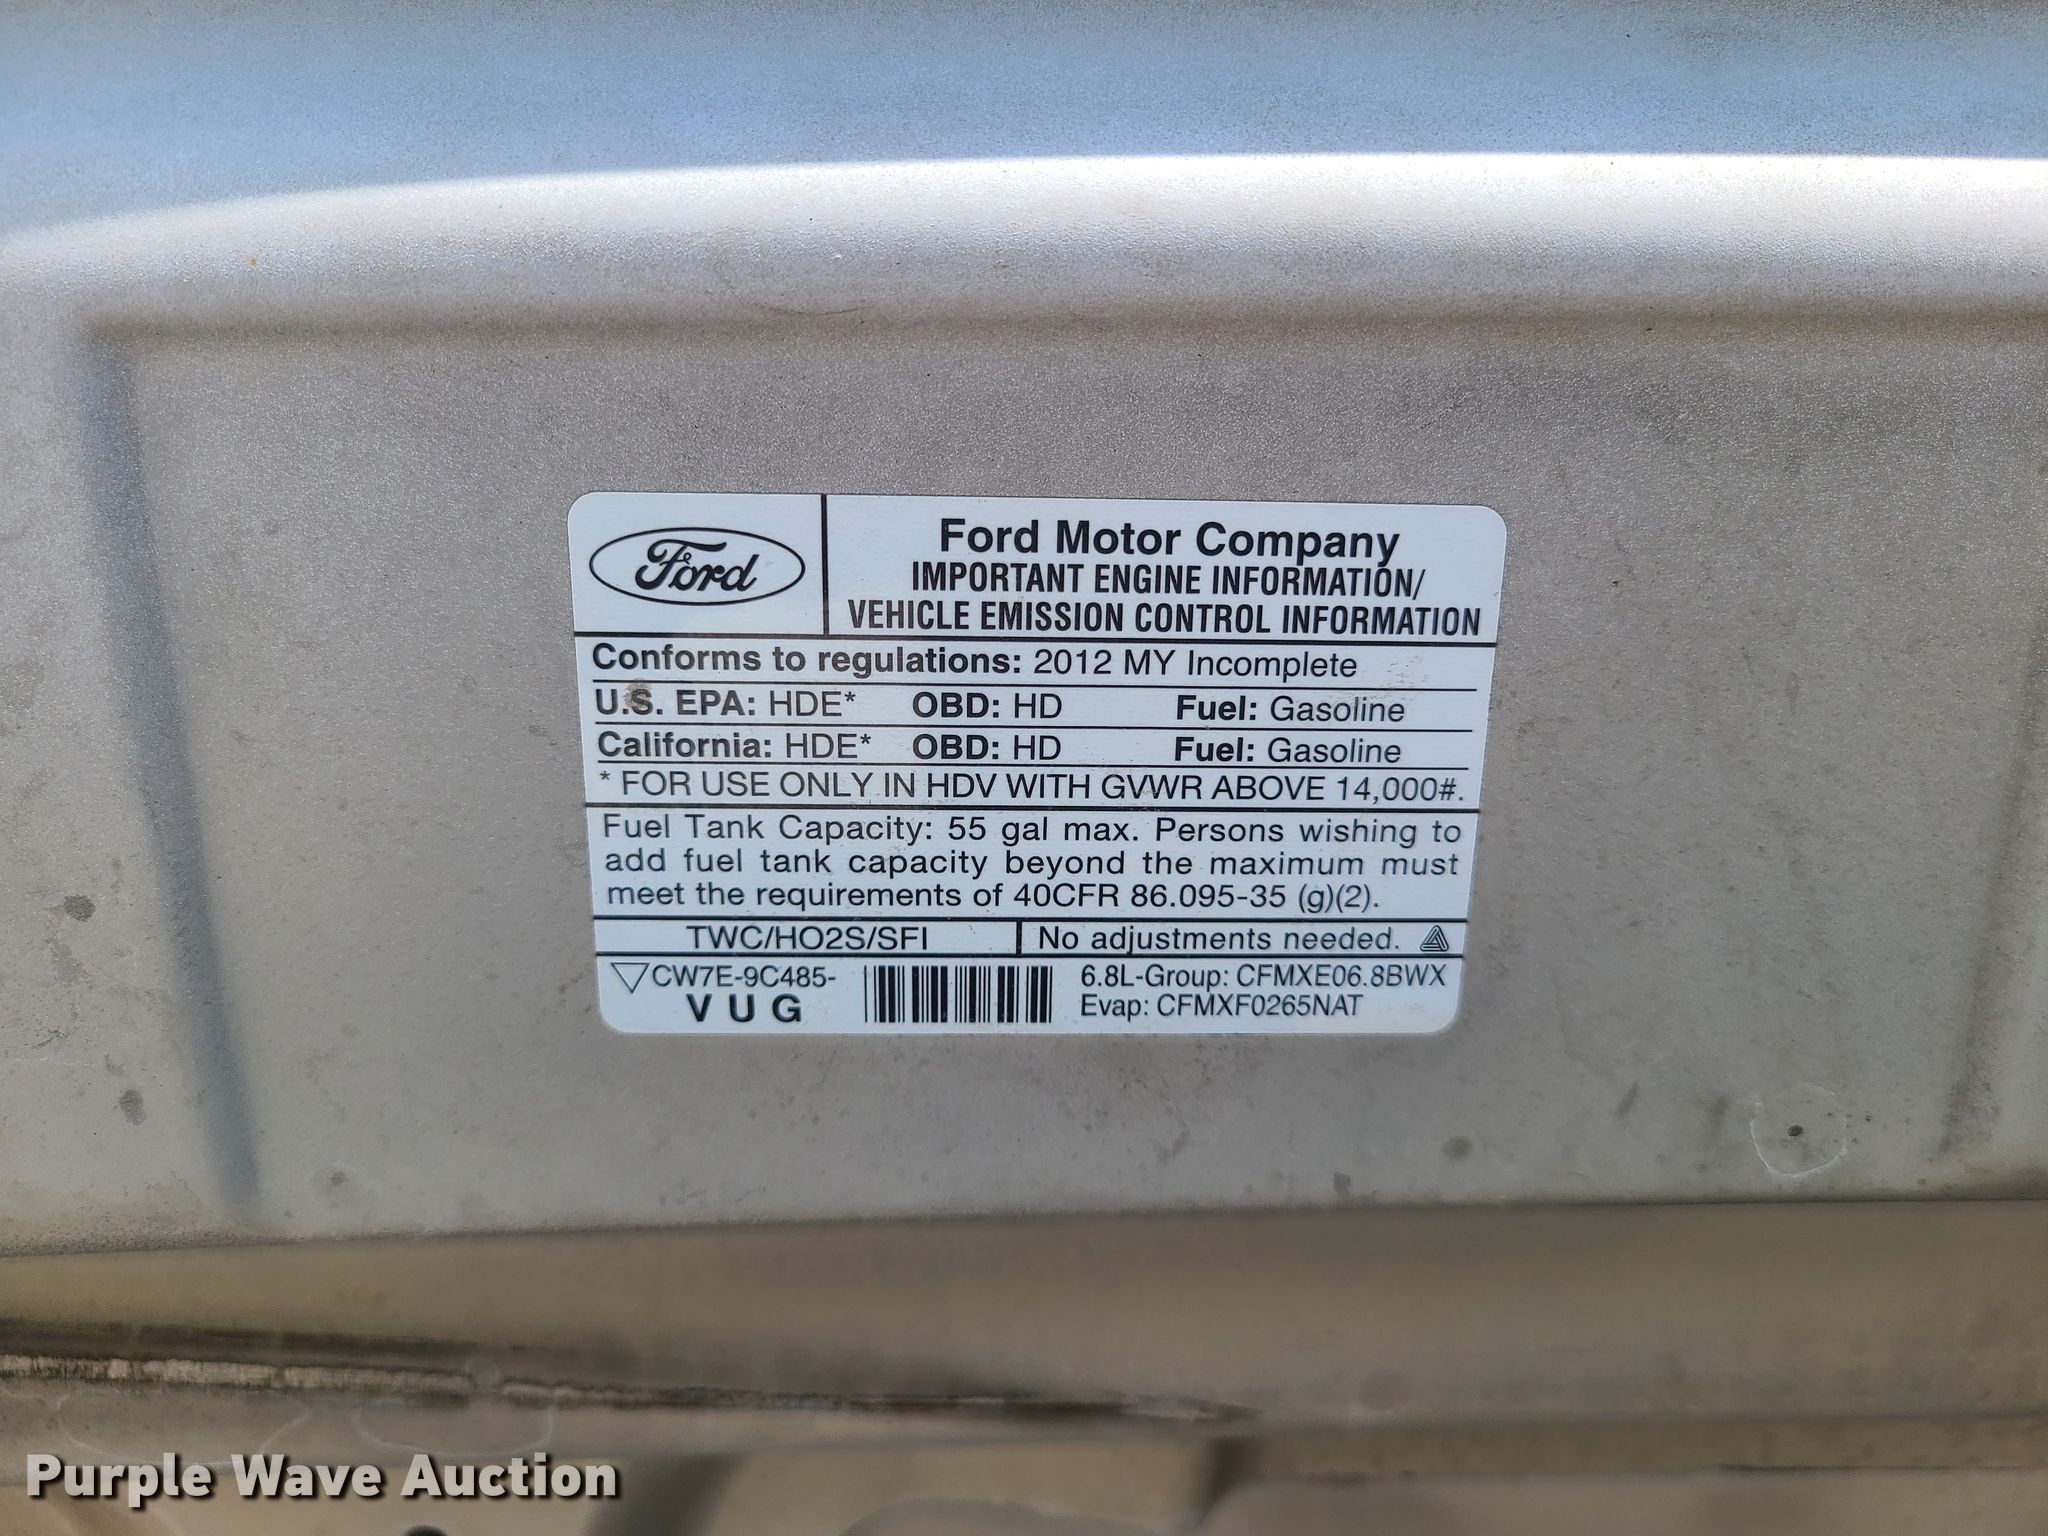 Ford
Ford Motor Company
IMPORTANT ENGINE INFORMATION/
VEHICLE EMISSION CONTROL INFORMATION
Conforms to regulations: 2012 MY Incomplete
U.S. EPA: HDE* OBD: HD Fuel: Gasoline
California: HDE* OBD: HD Fuel: Gasoline
* FOR USE ONLY IN HDV WITH GVWR ABOVE 14,000#.
Fuel Tank Capacity: 55 gal max. Persons wishing to
add fuel tank capacity beyond the maximum must
meet the requirements of 40CFR 86.095-35 (g)(2).
TWC/HO2S/SFI
No adjustments needed.
CW7E-9C485-
V U G
6.8L-Group: CFMXE06.8BWX
Evap: CFMXF0265NAT
Purple Wave Auction